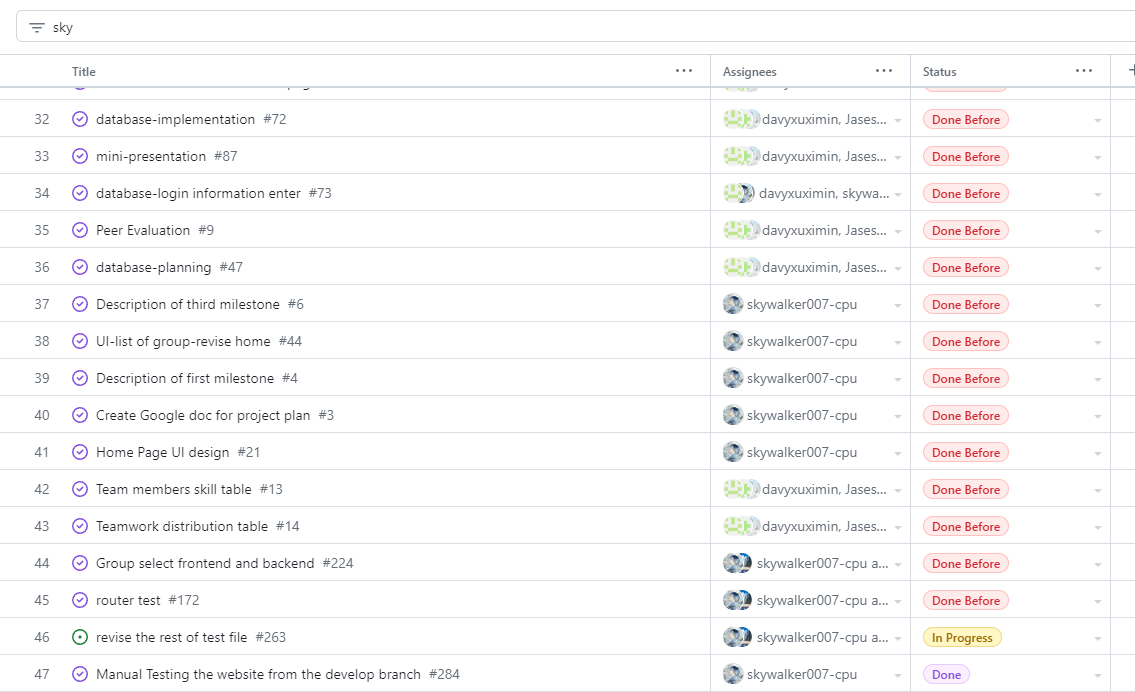 sky
Title ... Assignees ... Status ... +
32 database-implementation #72 davyxuximin, Jases... Done Before
33 mini-presentation #87 davyxuximin, Jases... Done Before
34 database-login information enter #73 davyxuximin, skywa... Done Before
35 Peer Evaluation #9 davyxuximin, Jases... Done Before
36 database-planning #47 davyxuximin, Jases... Done Before
37 Description of third milestone #6 skywalker007-cpu Done Before
38 UI-list of group-revise home #44 skywalker007-cpu Done Before
39 Description of first milestone #4 skywalker007-cpu Done Before
40 Create Google doc for project plan #3 skywalker007-cpu Done Before
41 Home Page UI design #21 skywalker007-cpu Done Before
42 Team members skill table #13 davyxuximin, Jases... Done Before
43 Teamwork distribution table #14 davyxuximin, Jases... Done Before
44 Group select frontend and backend #224 skywalker007-cpu a... Done Before
45 router test #172 skywalker007-cpu a... Done Before
46 revise the rest of test file #263 skywalker007-cpu a... In Progress
47 Manual Testing the website from the develop branch #284 skywalker007-cpu Done